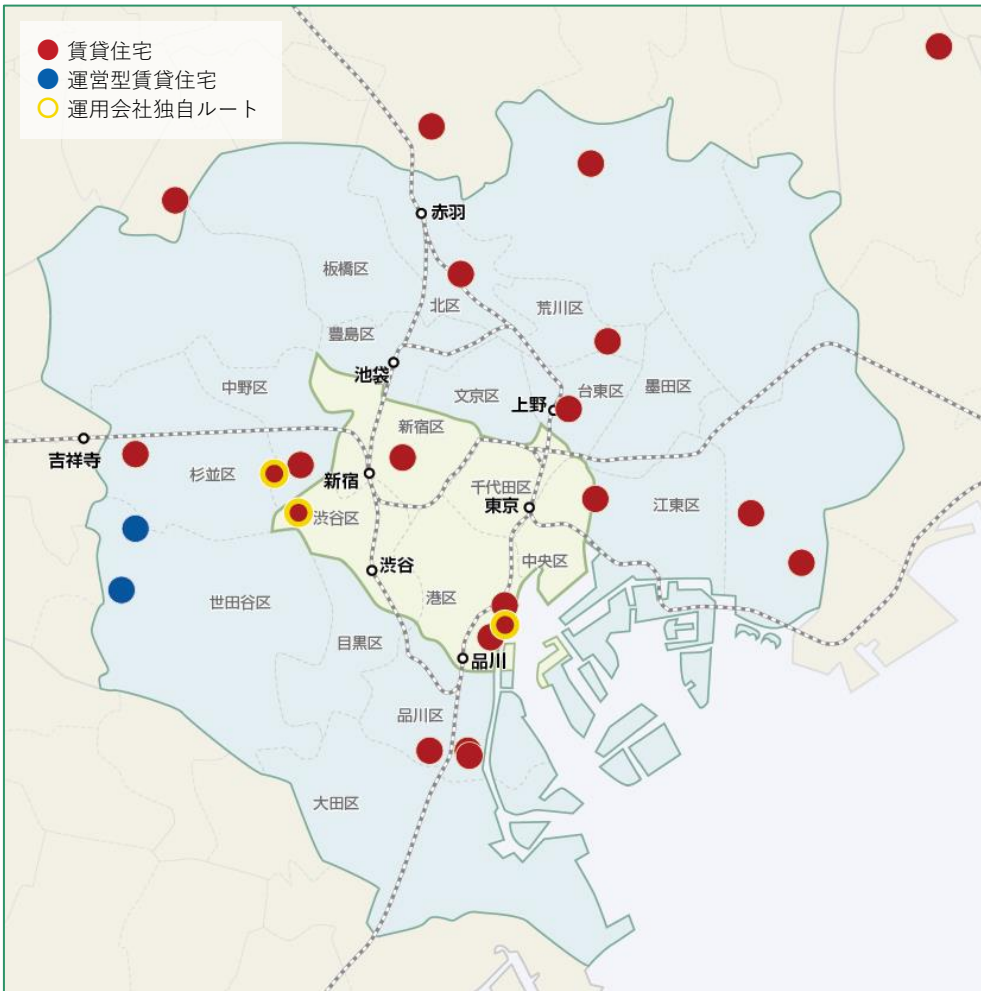 賃貸住宅
運営型賃貸住宅
運用会社独自ルート
赤羽
板橋区
北区
荒川区
豊島区
池袋
中野区
文京区
上野
台東区
墨田区
新宿区
吉祥寺
杉並区
新宿
千代田区
東京
江東区
渋谷区
中央区
渋谷
港区
世田谷区
目黒区
品川
品川区
大田区